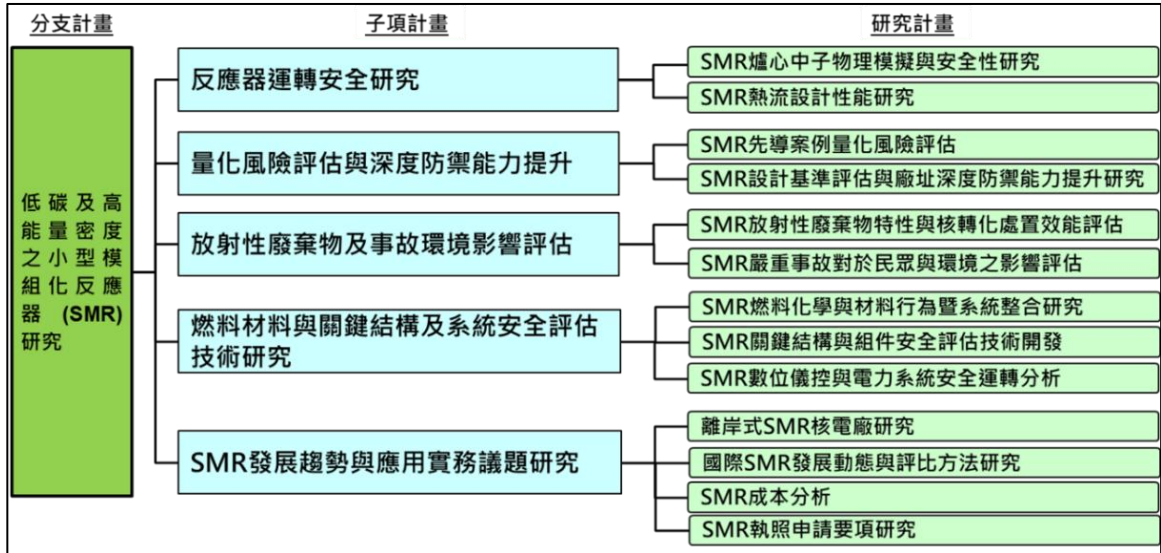 分支計畫
子項計畫
研究計畫
低碳及高
能量密度
之小型模
組化反應
器 (SMR)
研究
反應器運轉安全研究
SMR爐心中子物理模擬與安全性研究
SMR熱流設計性能研究
量化風險評估與深度防禦能力提升
SMR先導案例量化風險評估
SMR設計基準評估與廠址深度防禦能力提升研究
放射性廢棄物及事故環境影響評估
SMR放射性廢棄物特性與核轉化處置效能評估
SMR嚴重事故對於民眾與環境之影響評估
燃料材料與關鍵結構及系統安全評估
技術研究
SMR燃料化學與材料行為暨系統整合研究
SMR關鍵結構與組件安全評估技術開發
SMR數位儀控與電力系統安全運轉分析
SMR發展趨勢與應用實務議題研究
離岸式SMR核電廠研究
國際SMR發展動態與評比方法研究
SMR成本分析
SMR執照申請要項研究